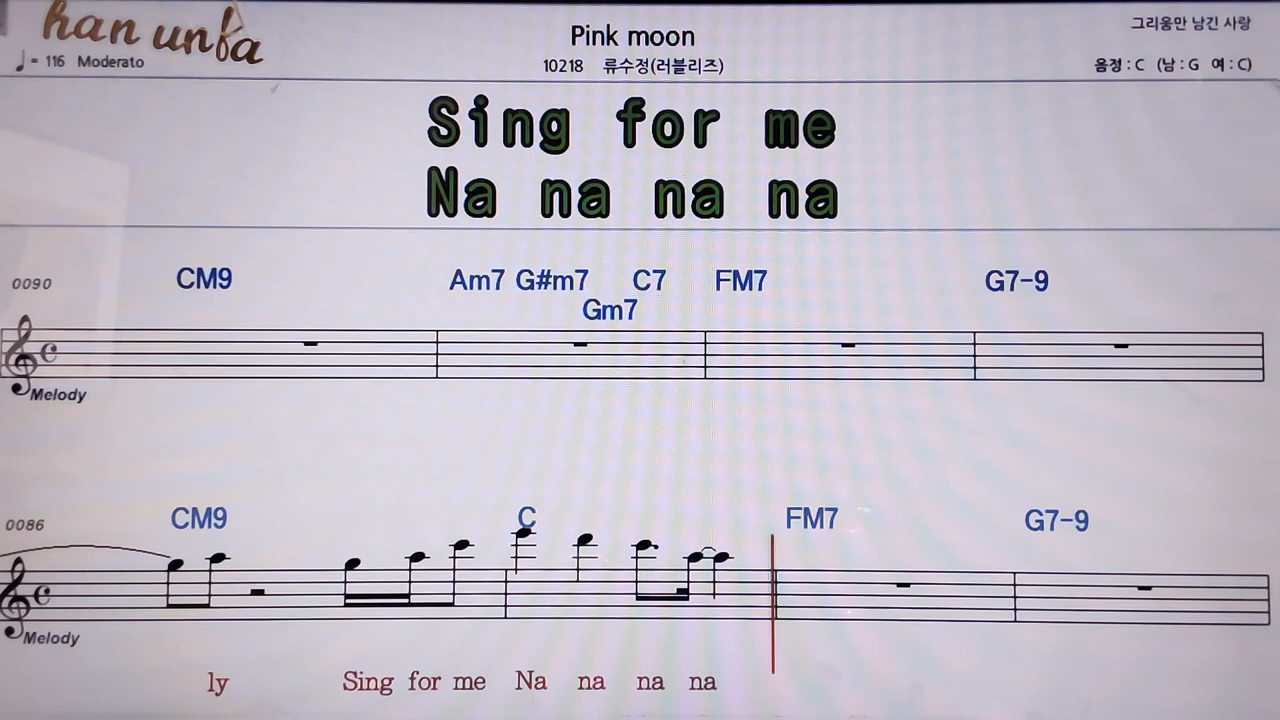 han unfa
Pink moon
그리움만 남긴 사랑
♩= 116 Moderato
10218 류수정(러블리즈)
음정 : C (남 : G 여 : C)
Sing for me
Na na na na
0090
CM9 Am7 G#m7 C7 FM7 G7-9
Gm7
Melody
0086
CM9 C FM7 G7-9
Melody
ly Sing for me Na na na na